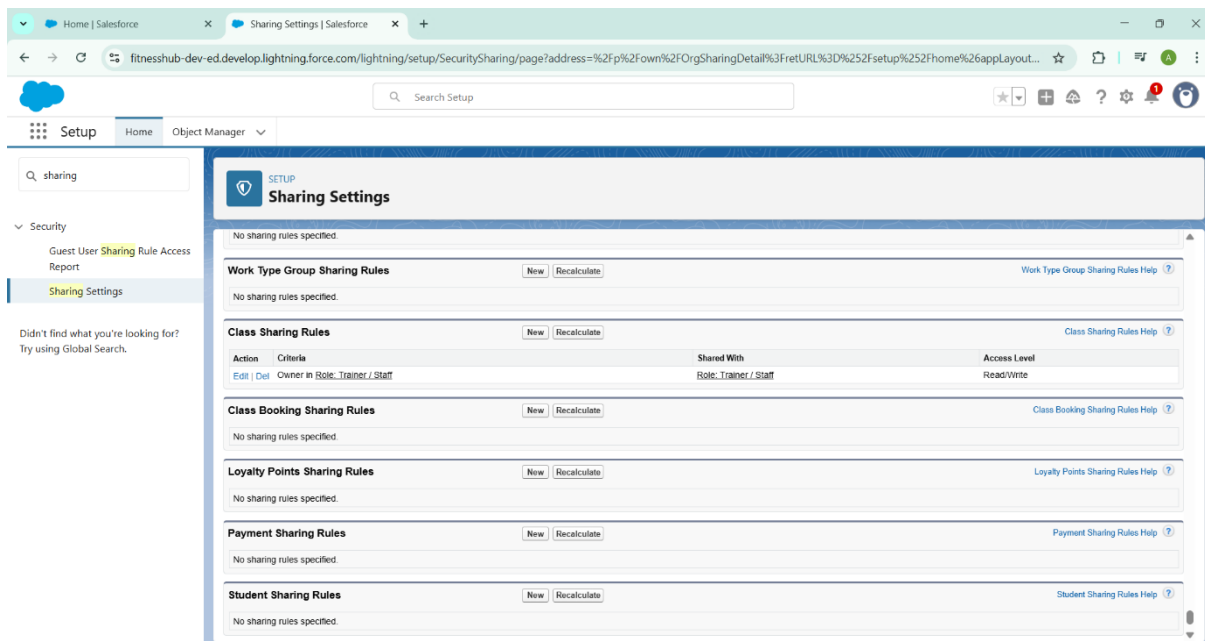 Home | Salesforce
Sharing Settings | Salesforce
fitnesshub-dev-ed.develop.lightning.force.com/lightning/setup/SecuritySharing/page?address=%2Fp%2Fown%2FOrgSharingDetail%3FretURL%3D%252Fsetup%252Fhome%26appLayout...
A
Search Setup
1
Setup
Home
Object Manager
sharing
SETUP
Sharing Settings
Security
Guest User Sharing Rule Access
Report
Sharing Settings
Didn't find what you're looking for?
Try using Global Search.
No sharing rules specified.
Work Type Group Sharing Rules New Recalculate Work Type Group Sharing Rules Help ?
No sharing rules specified.
Class Sharing Rules New Recalculate Class Sharing Rules Help ?
Action Criteria Shared With Access Level
Edit | Del Owner in Role: Trainer / Staff Role: Trainer / Staff Read/Write
Class Booking Sharing Rules New Recalculate Class Booking Sharing Rules Help ?
No sharing rules specified.
Loyalty Points Sharing Rules New Recalculate Loyalty Points Sharing Rules Help ?
No sharing rules specified.
Payment Sharing Rules New Recalculate Payment Sharing Rules Help ?
No sharing rules specified.
Student Sharing Rules New Recalculate Student Sharing Rules Help ?
No sharing rules specified.